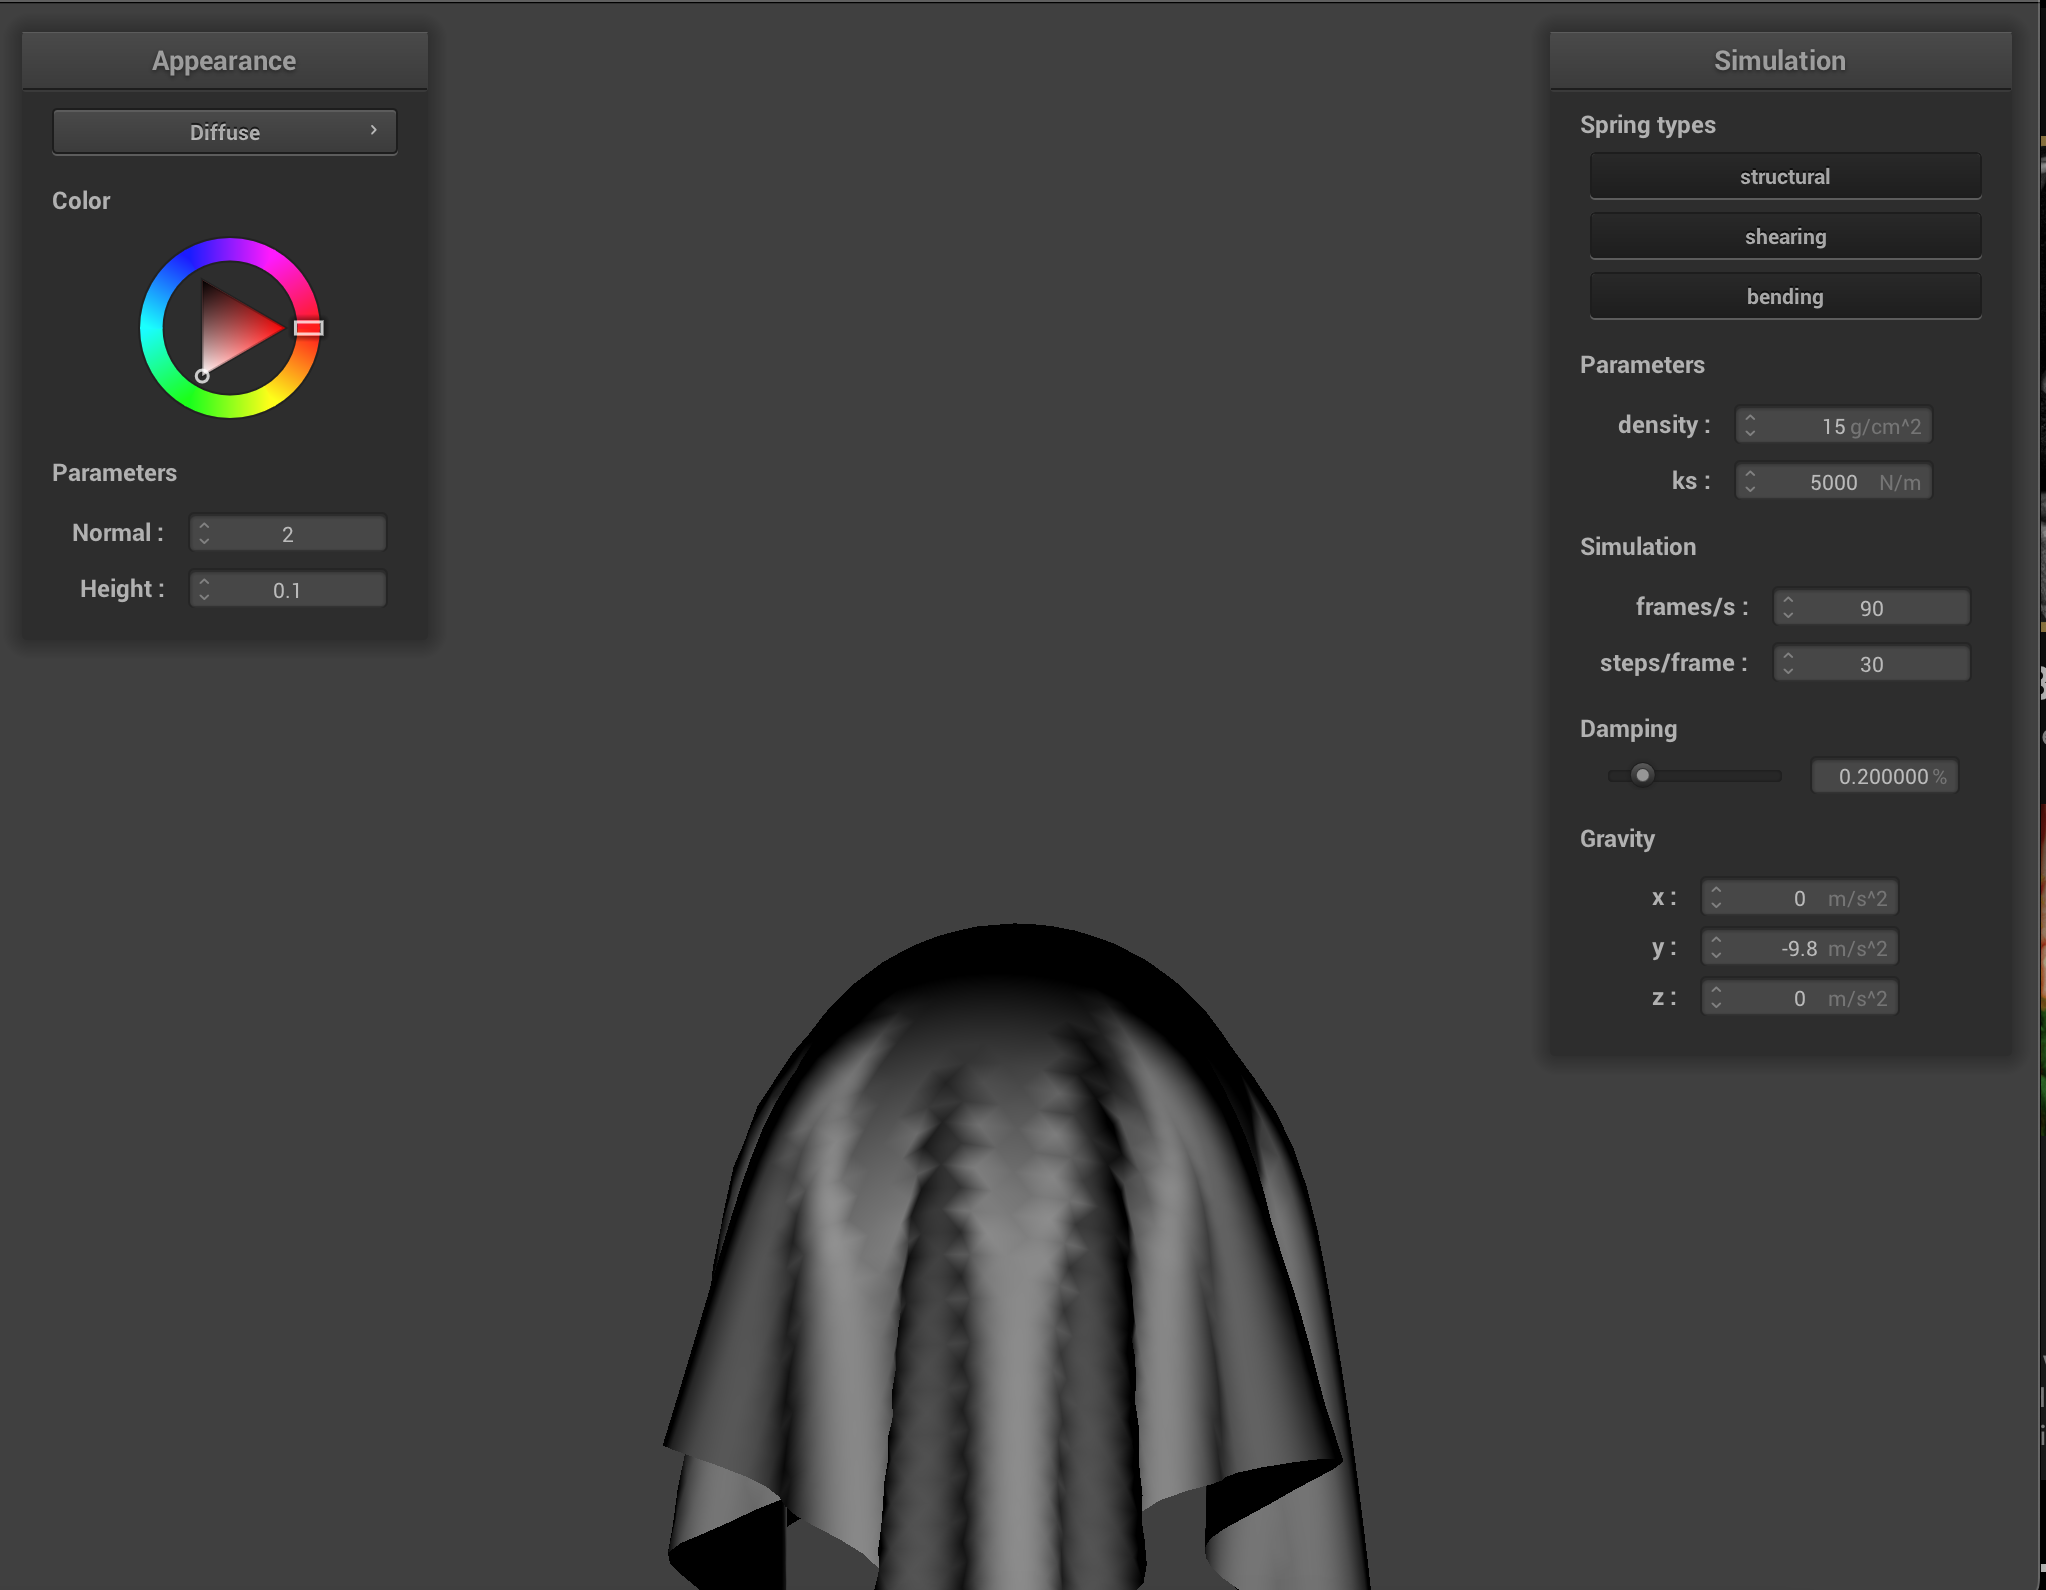 Appearance
Diffuse
Color
Parameters
Normal : 2
Height : 0.1
Simulation
Spring types
structural
shearing
bending
Parameters
density : 15 g/cm^2
ks : 5000 N/m
Simulation
frames/s : 90
steps/frame : 30
Damping
0.200000 %
Gravity
x : 0 m/s^2
y : -9.8 m/s^2
z : 0 m/s^2